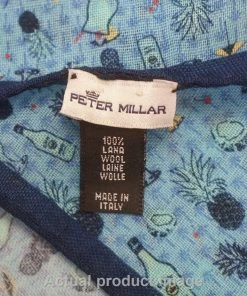 PETER MILLAR
100%
LANA
WOOL
LAINE
WOLLE
MADE IN
ITALY
Actual product image